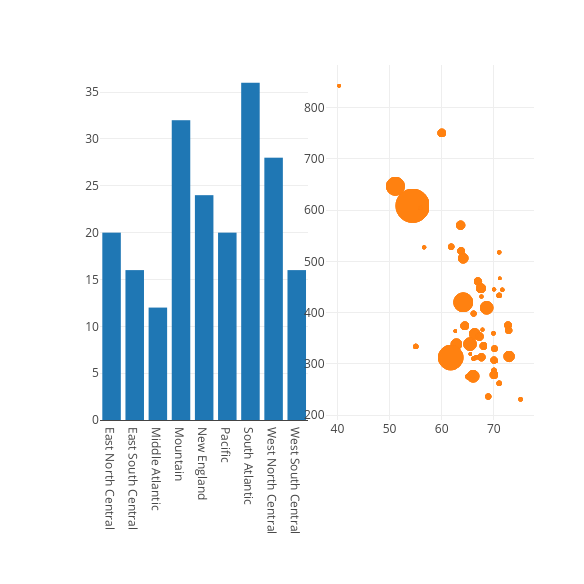 35
30
25
20
15
10
5
0
East North Central
East South Central
Middle Atlantic
Mountain
New England
Pacific
South Atlantic
West North Central
West South Central
800
700
600
500
400
300
200
40 50 60 70